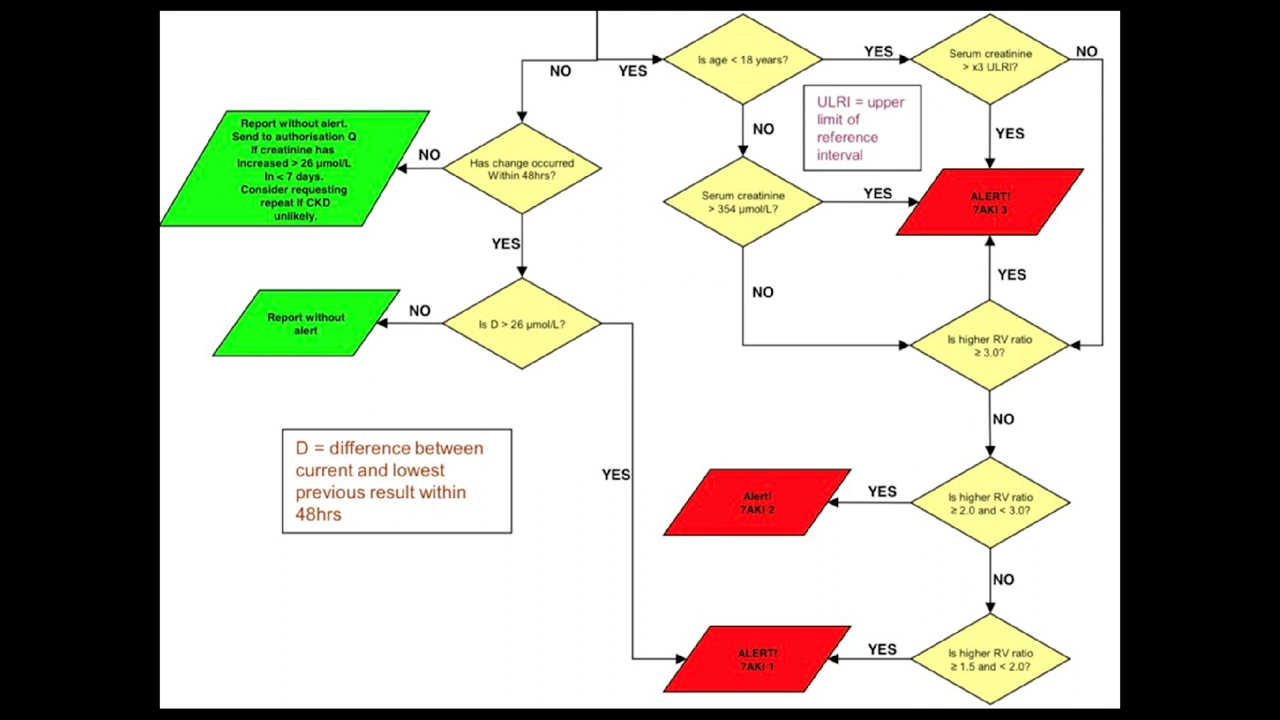 Is age < 18 years?
YES
Serum creatinine
> x3 ULRI?
NO
NO
YES
ULRI = upper
limit of
reference
interval
Report without alert.
Send to authorisation Q
If creatinine has
Increased > 26 µmol/L
In < 7 days.
Consider requesting
repeat If CKD
unlikely.
NO
Has change occurred
Within 48hrs?
NO
YES
Serum creatinine
> 354 µmol/L?
YES
ALERT!
?AKI 3
YES
YES
NO
Report without
alert
NO
Is D > 26 µmol/L?
Is higher RV ratio
≥ 3.0?
NO
D = difference between
current and lowest
previous result within
48hrs
YES
Alert!
?AKI 2
YES
Is higher RV ratio
≥ 2.0 and < 3.0?
NO
ALERT!
?AKI 1
YES
Is higher RV ratio
≥ 1.5 and < 2.0?